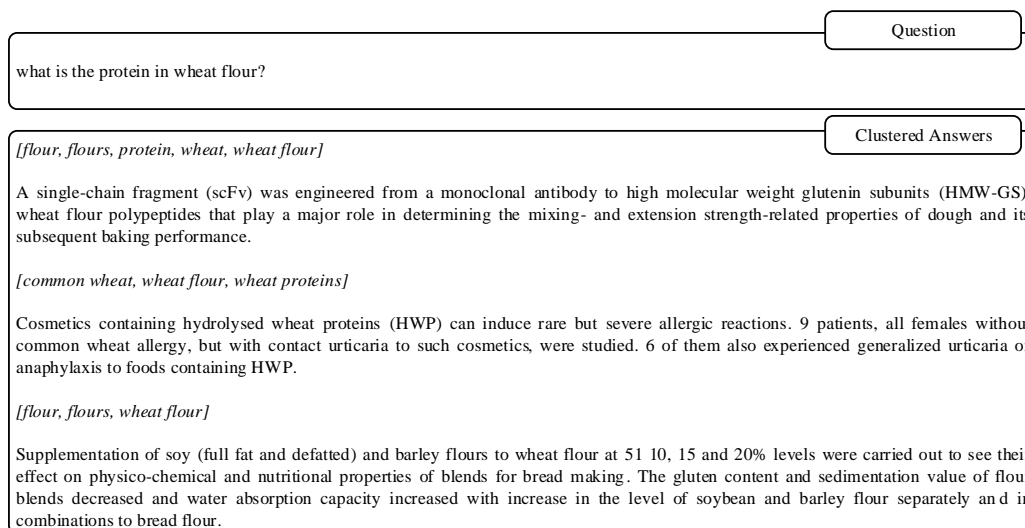 Question
what is the protein in wheat flour?
Clustered Answers
[flour, flours, protein, wheat, wheat flour]
A single-chain fragment (scFv) was engineered from a monoclonal antibody to high molecular weight glutenin subunits (HMW-GS)
wheat flour polypeptides that play a major role in determining the mixing- and extension strength-related properties of dough and its
subsequent baking performance.
[common wheat, wheat flour, wheat proteins]
Cosmetics containing hydrolysed wheat proteins (HWP) can induce rare but severe allergic reactions. 9 patients, all females withou
common wheat allergy, but with contact urticaria to such cosmetics, were studied. 6 of them also experienced generalized urticaria o
anaphylaxis to foods containing HWP.
[flour, flours, wheat flour]
Supplementation of soy (full fat and defatted) and barley flours to wheat flour at 51 10, 15 and 20% levels were carried out to see thei
effect on physico-chemical and nutritional properties of blends for bread making. The gluten content and sedimentation value of flou
blends decreased and water absorption capacity increased with increase in the level of soybean and barley flour separately and in
combinations to bread flour.